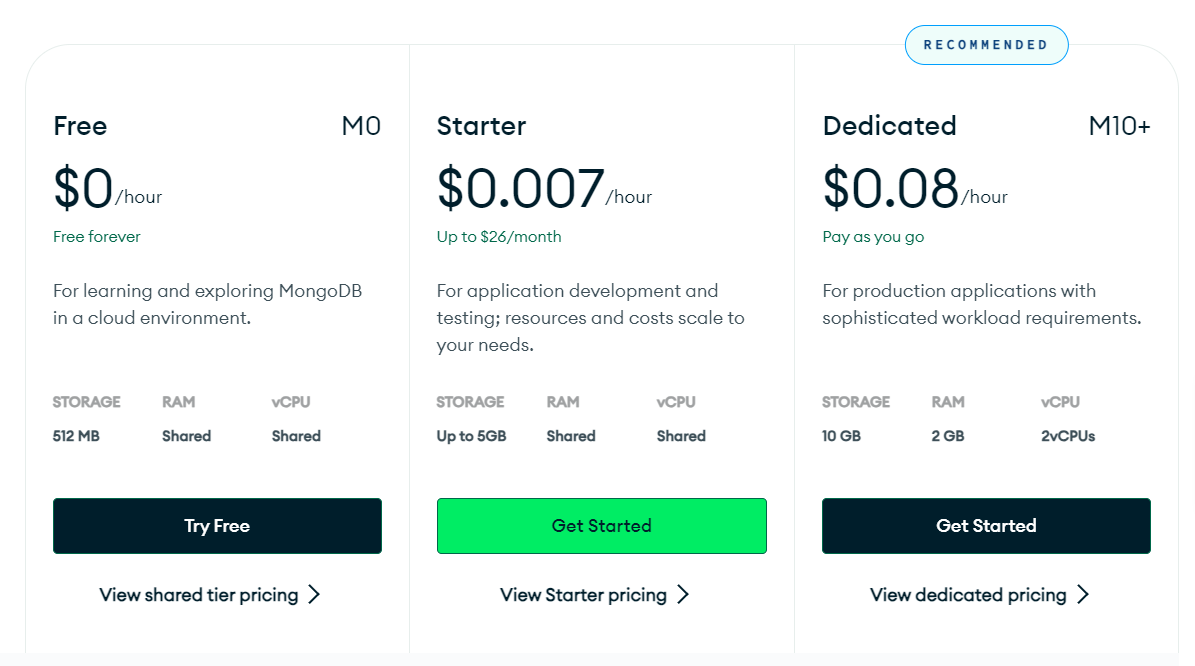 RECOMMENDED
Free M0
$0/hour
Free forever
For learning and exploring MongoDB
in a cloud environment.
STORAGE RAM vCPU
512 MB Shared Shared
Try Free
View shared tier pricing
Starter
$0.007/hour
Up to $26/month
For application development and
testing; resources and costs scale to
your needs.
STORAGE RAM vCPU
Up to 5GB Shared Shared
Get Started
View Starter pricing
Dedicated M10+
$0.08/hour
Pay as you go
For production applications with
sophisticated workload requirements.
STORAGE RAM vCPU
10 GB 2 GB 2vCPUs
Get Started
View dedicated pricing